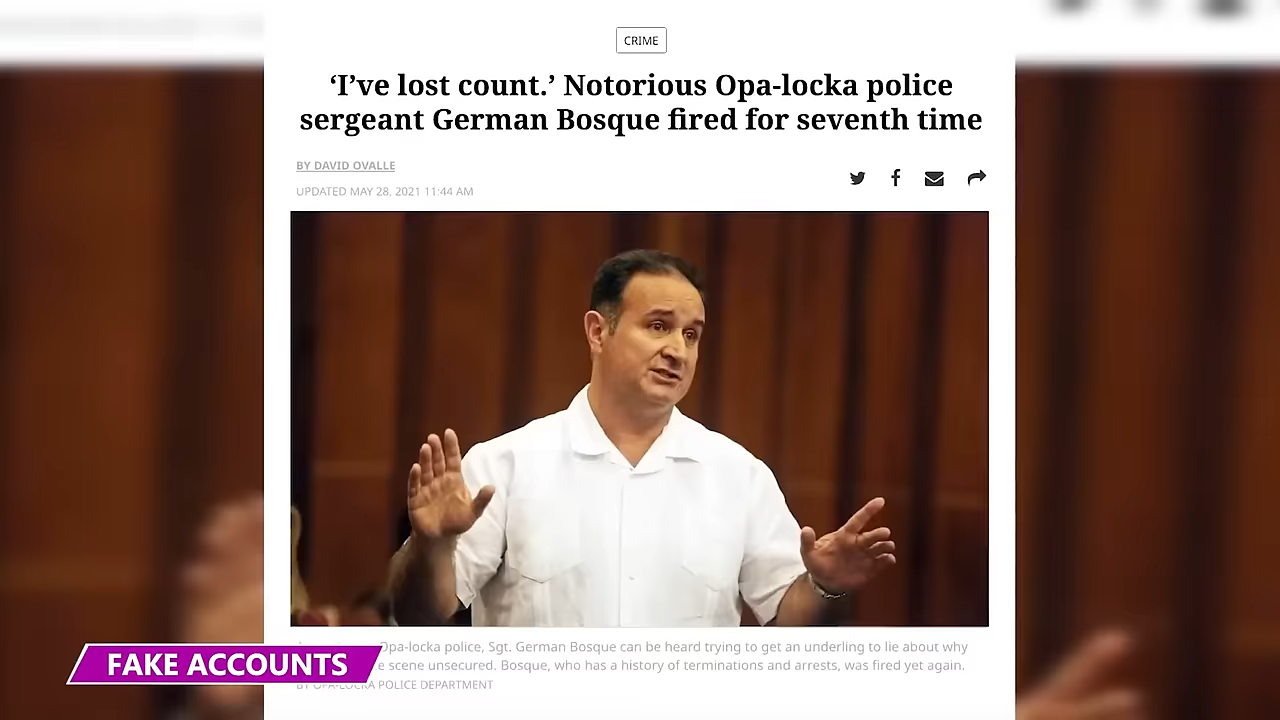 CRIME
‘I’ve lost count.’ Notorious Opa-locka police
sergeant German Bosque fired for seventh time
BY DAVID OVALLE
UPDATED MAY 28, 2021 11:44 AM
Opa-locka police, Sgt. German Bosque can be heard trying to get an underling to lie about why
scene unsecured. Bosque, who has a history of terminations and arrests, was fired yet again.
BY OPA-LOCKA POLICE DEPARTMENT
FAKE ACCOUNTS